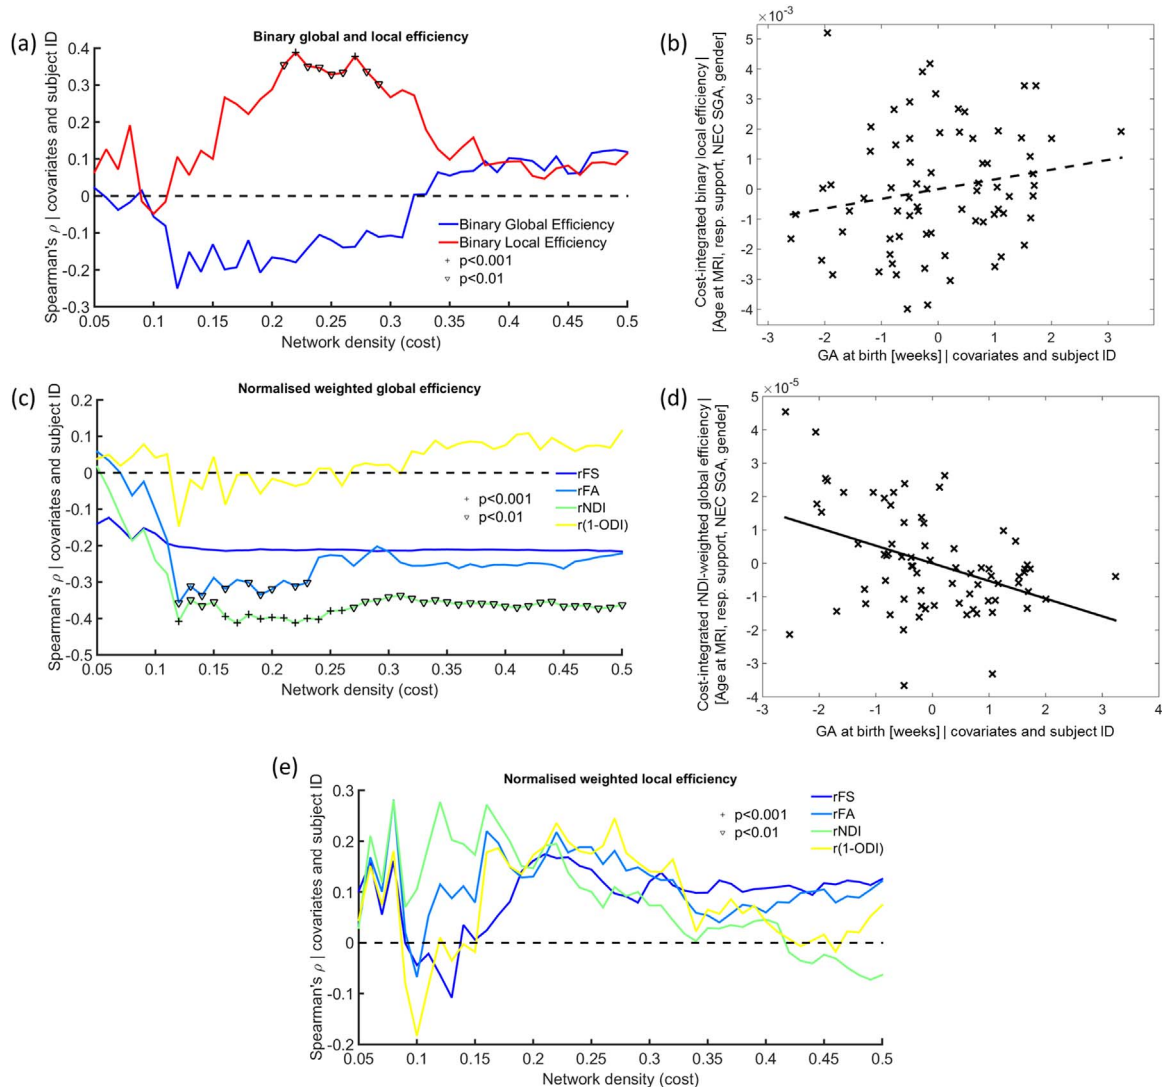 (a)
Binary global and local efficiency
Spearman's ρ | covariates and subject ID
0.4
0.3
0.2
0.1
0
-0.1
-0.2
-0.3
Binary Global Efficiency
Binary Local Efficiency
+ p<0.001
▽ p<0.01
0.05 0.1 0.15 0.2 0.25 0.3 0.35 0.4 0.45 0.5
Network density (cost)
(b)
×10⁻³
Cost-integrated binary local efficiency |
[Age at MRI, resp. support, NEC SGA, gender]
5
4
3
2
1
0
-1
-2
-3
-4
-3 -2 -1 0 1 2 3
GA at birth [weeks] | covariates and subject ID
(c)
Normalised weighted global efficiency
Spearman's ρ | covariates and subject ID
0.2
0.1
0
-0.1
-0.2
-0.3
-0.4
-0.5
+ p<0.001
▽ p<0.01
rFS
rFA
rNDI
r(1-ODI)
0.05 0.1 0.15 0.2 0.25 0.3 0.35 0.4 0.45 0.5
Network density (cost)
(d)
×10⁻⁵
Cost-integrated rNDI-weighted global efficiency |
[Age at MRI, resp. support, NEC SGA, gender]
5
4
3
2
1
0
-1
-2
-3
-4
-3 -2 -1 0 1 2 3 4
GA at birth [weeks] | covariates and subject ID
(e)
Normalised weighted local efficiency
Spearman's ρ | covariates and subject ID
0.3
0.2
0.1
0
-0.1
-0.2
+ p<0.001
▽ p<0.01
rFS
rFA
rNDI
r(1-ODI)
0.05 0.1 0.15 0.2 0.25 0.3 0.35 0.4 0.45 0.5
Network density (cost)